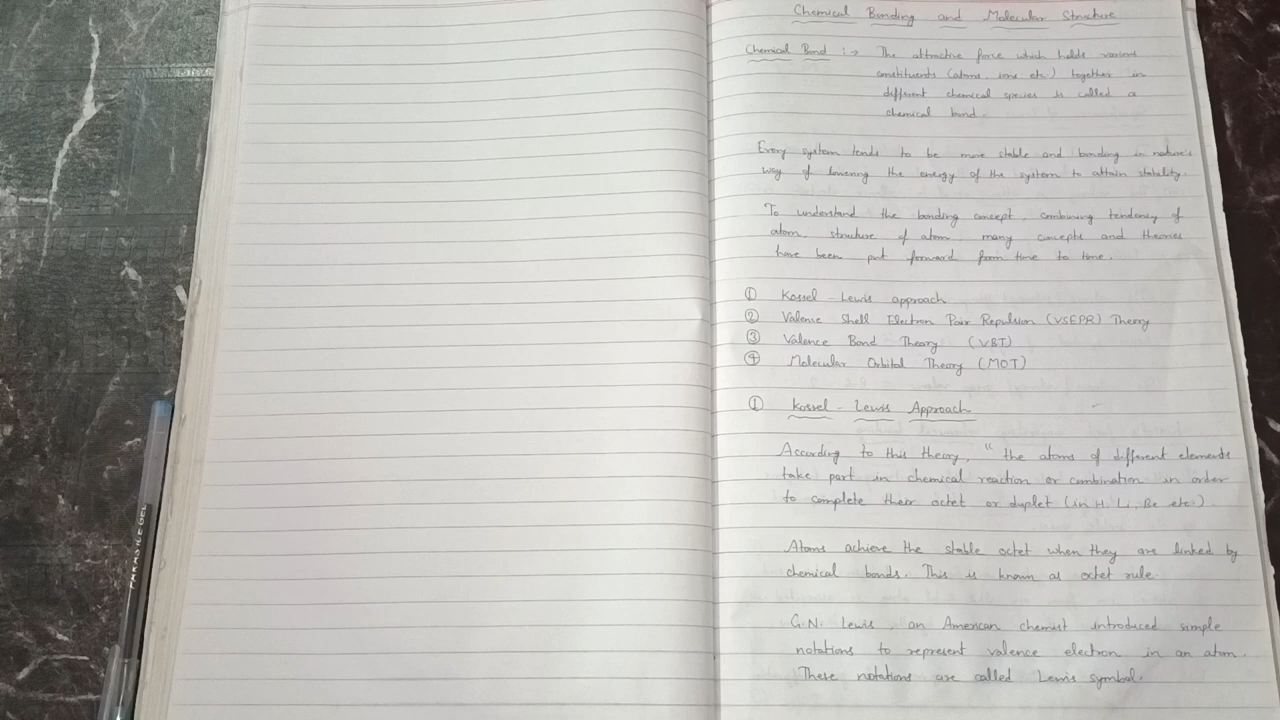 Chemical Bonding and Molecular Structure
Chemical Bond :→ The attractive force which holds various
constituents (atoms, ions etc.) together in
different chemical species is called a
chemical bond.
Every system tends to be more stable and bonding in nature's
way of lowering the energy of the system to attain stability.
To understand the bonding concept, combining tendency of
atom, structure of atom, many concepts and theories
have been put forward from time to time.
① Kossel - Lewis approach
② Valence Shell Electron Pair Repulsion (VSEPR) Theory
③ Valence Bond Theory (VBT)
④ Molecular Orbital Theory (MOT)
① Kossel - Lewis Approach
According to this theory, “ the atoms of different elements
take part in chemical reaction or combination in order
to complete their octet or duplet (in H, Li, Be etc.)
Atoms achieve the stable octet when they are linked by
chemical bonds. This is known as octet rule.
G.N. Lewis, an American chemist introduced simple
notations to represent valence electron in an atom.
These notations are called Lewis symbol.
PARAS ICE GEL